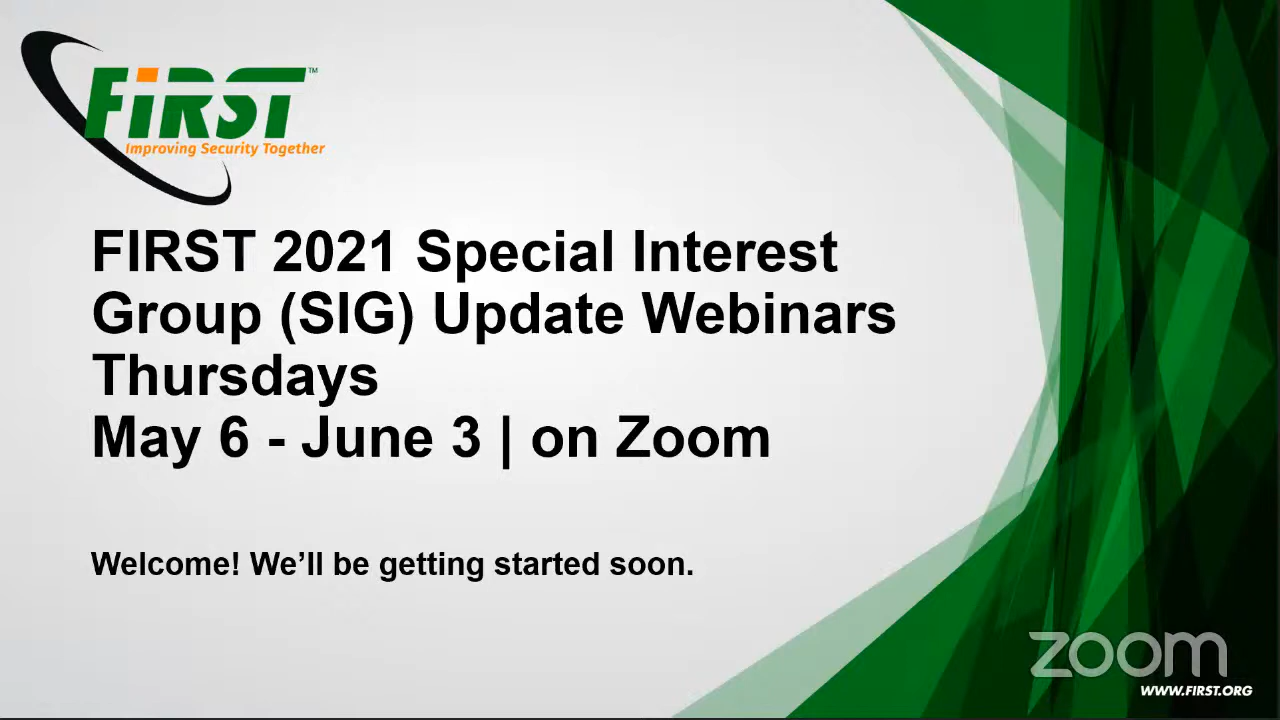 FiRST™
Improving Security Together
FIRST 2021 Special Interest
Group (SIG) Update Webinars
Thursdays
May 6 - June 3 | on Zoom
Welcome! We’ll be getting started soon.
zoom
WWW.FIRST.ORG